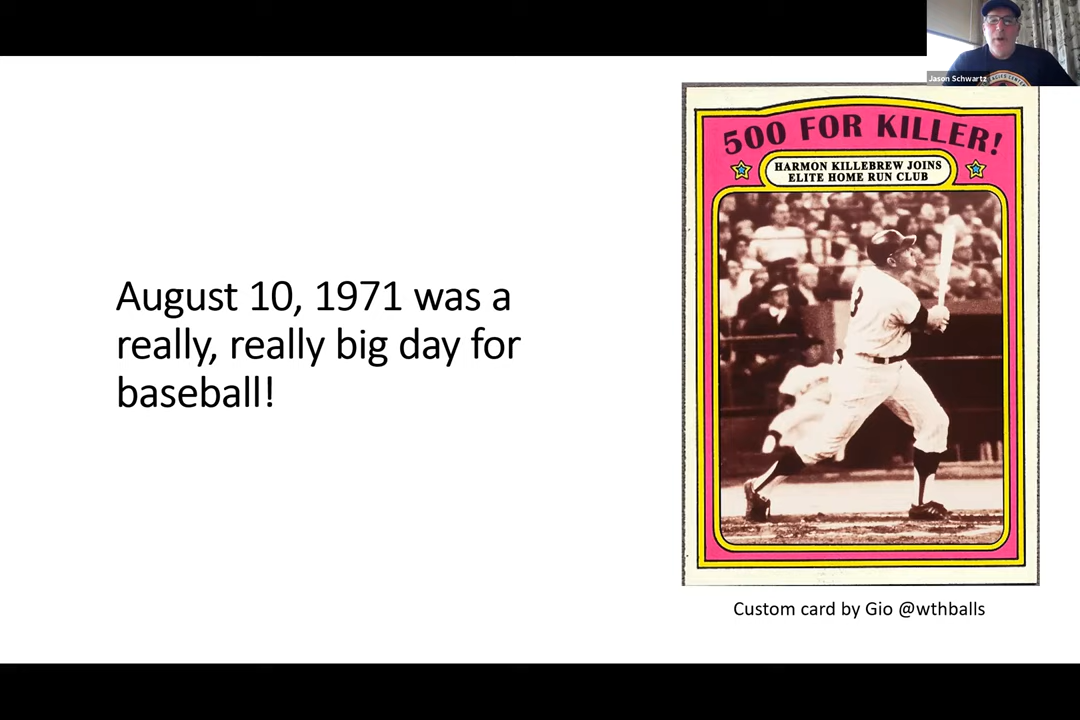 Jason Schwartz
500 FOR KILLER!
HARMON KILLEBREW JOINS
ELITE HOME RUN CLUB
August 10, 1971 was a
really, really big day for
baseball!
3
Custom card by Gio @wthballs